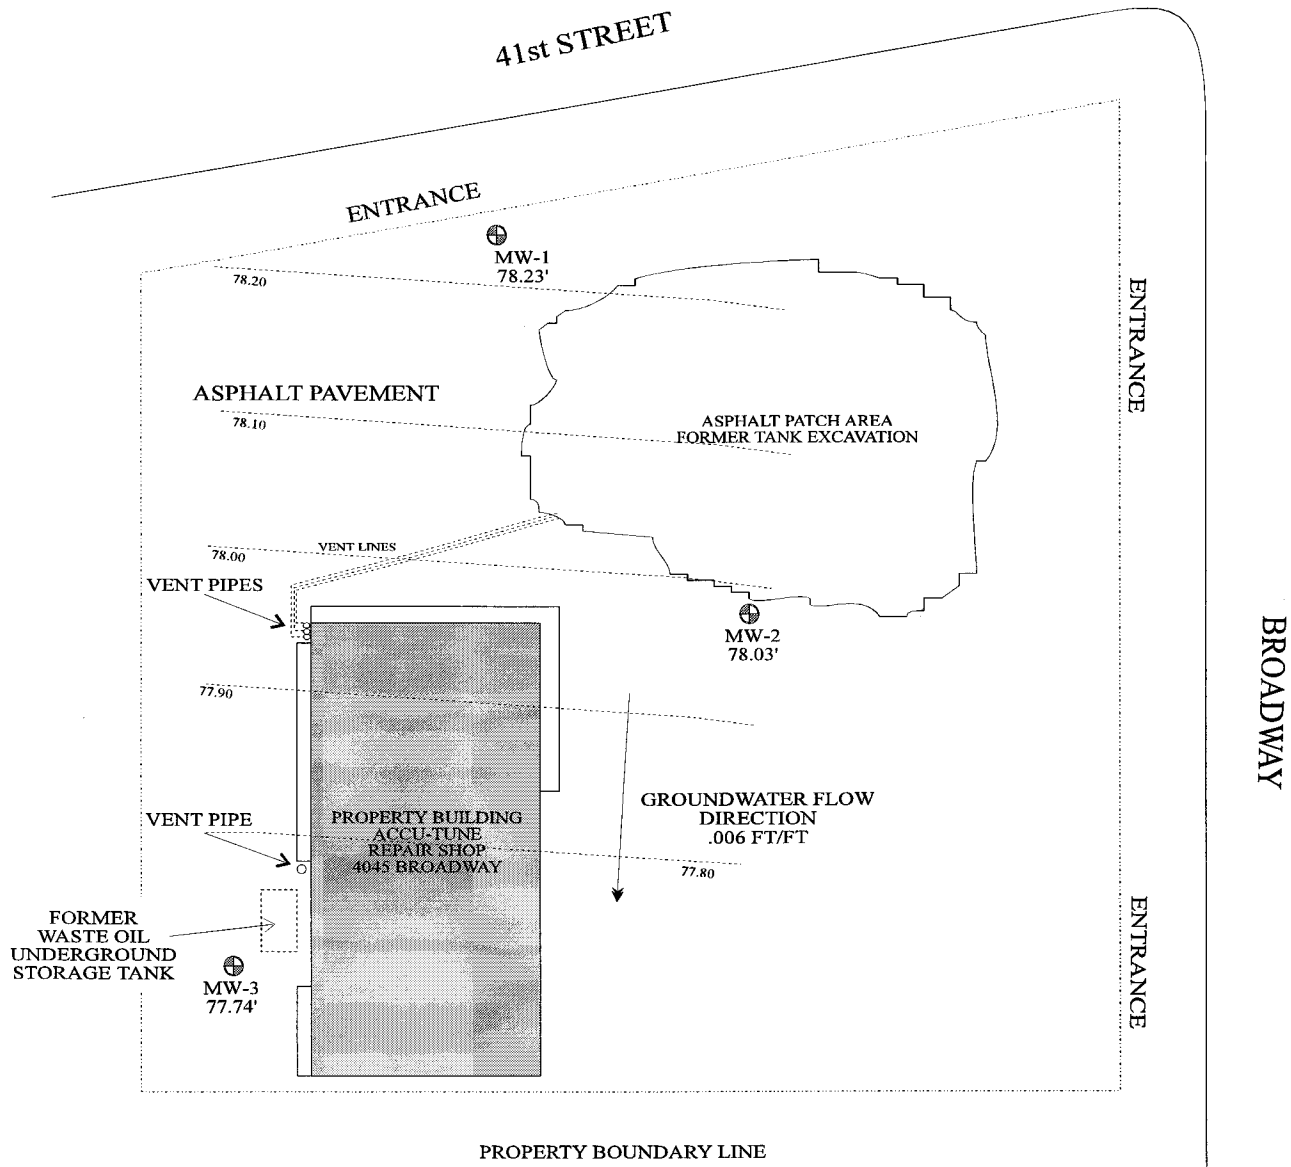 41st STREET
ENTRANCE
MW-1
78.23'
78.20
ENTRANCE
ASPHALT PAVEMENT
78.10
ASPHALT PATCH AREA
FORMER TANK EXCAVATION
78.00
VENT LINES
VENT PIPES
MW-2
78.03'
BROADWAY
77.90
GROUNDWATER FLOW
DIRECTION
.006 FT/FT
VENT PIPE
PROPERTY BUILDING
ACCU-TUNE
REPAIR SHOP
4045 BROADWAY
77.80
FORMER
WASTE OIL
UNDERGROUND
STORAGE TANK
ENTRANCE
MW-3
77.74'
PROPERTY BOUNDARY LINE